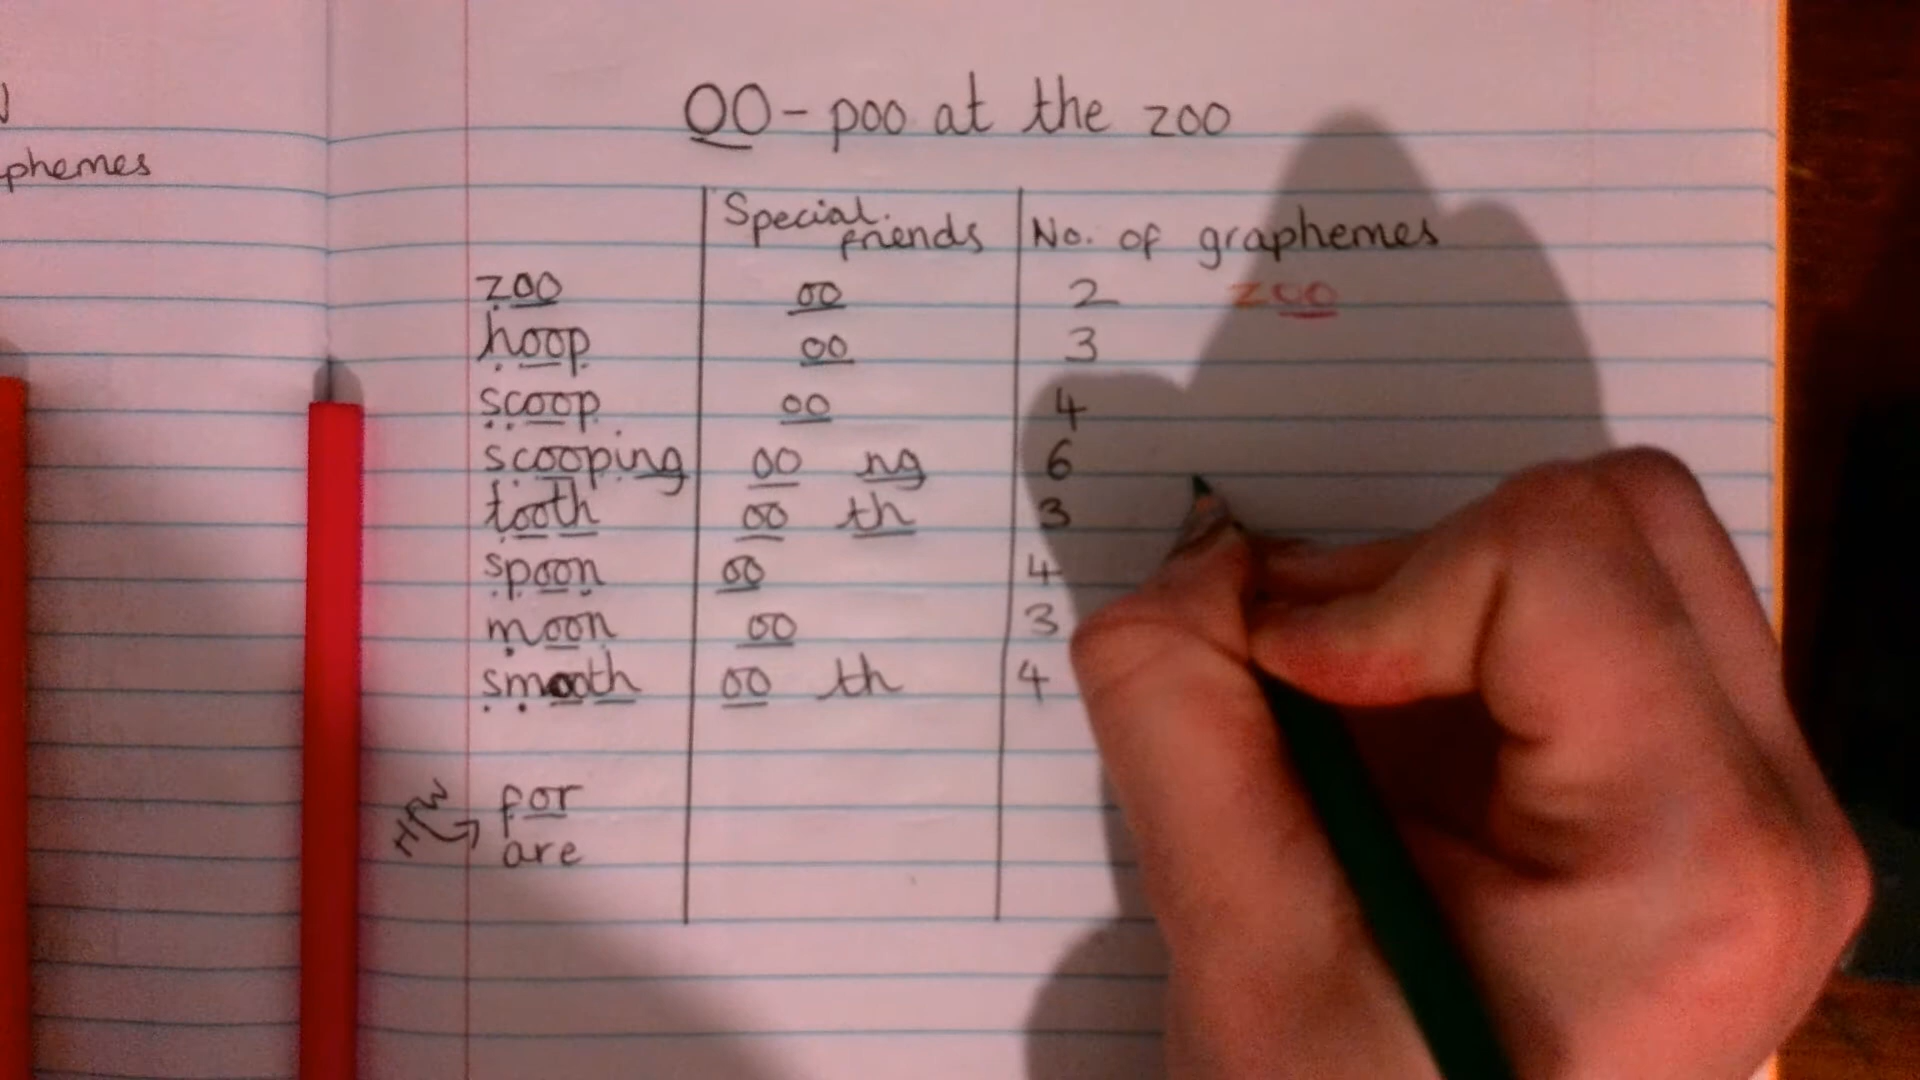 phemes
OO - poo at the zoo
Special friends No. of graphemes
zoo oo 2 zoo
hoop oo 3
scoop oo 4
scooping oo ng 6
tooth oo th 3
spoon oo 4
moon oo 3
smooth oo th 4
HFW for
are